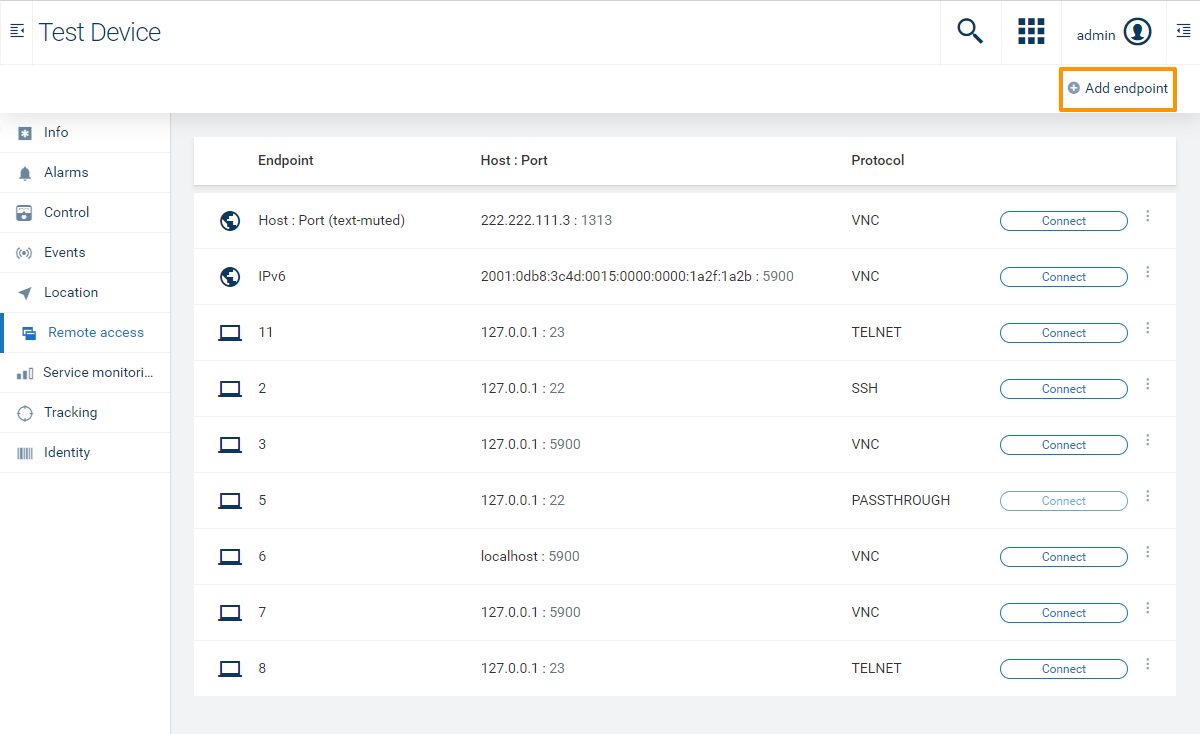 Test Device
admin
Add endpoint
Info
Alarms
Control
Events
Location
Remote access
Service monitori...
Tracking
Identity
Endpoint Host : Port Protocol
Host : Port (text-muted) 222.222.111.3 : 1313 VNC Connect
IPv6 2001:0db8:3c4d:0015:0000:0000:1a2f:1a2b : 5900 VNC Connect
11 127.0.0.1 : 23 TELNET Connect
2 127.0.0.1 : 22 SSH Connect
3 127.0.0.1 : 5900 VNC Connect
5 127.0.0.1 : 22 PASSTHROUGH Connect
6 localhost : 5900 VNC Connect
7 127.0.0.1 : 5900 VNC Connect
8 127.0.0.1 : 23 TELNET Connect